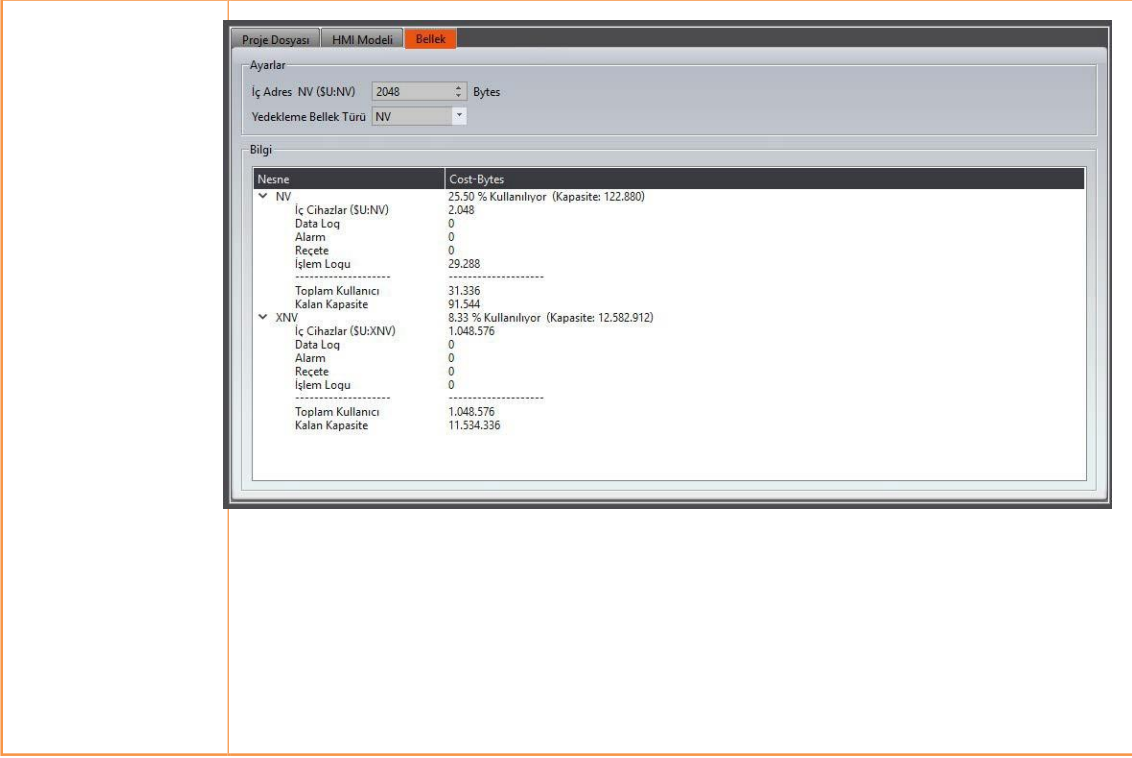 Proje Dosyası HMI Modeli Bellek
Ayarlar
İç Adres NV ($U:NV) 2048 Bytes
Yedekleme Bellek Türü NV
Bilgi
Nesne Cost-Bytes
NV 25.50 % Kullanılıyor (Kapasite: 122.880)
İç Cihazlar ($U:NV) 2.048
Data Log 0
Alarm 0
Reçete 0
İşlem Logu 29.288
-------------------- --------------------
Toplam Kullanıcı 31.336
Kalan Kapasite 91.544
XNV 8.33 % Kullanılıyor (Kapasite: 12.582.912)
İç Cihazlar ($U:XNV) 1.048.576
Data Log 0
Alarm 0
Reçete 0
İşlem Logu 0
-------------------- --------------------
Toplam Kullanıcı 1.048.576
Kalan Kapasite 11.534.336